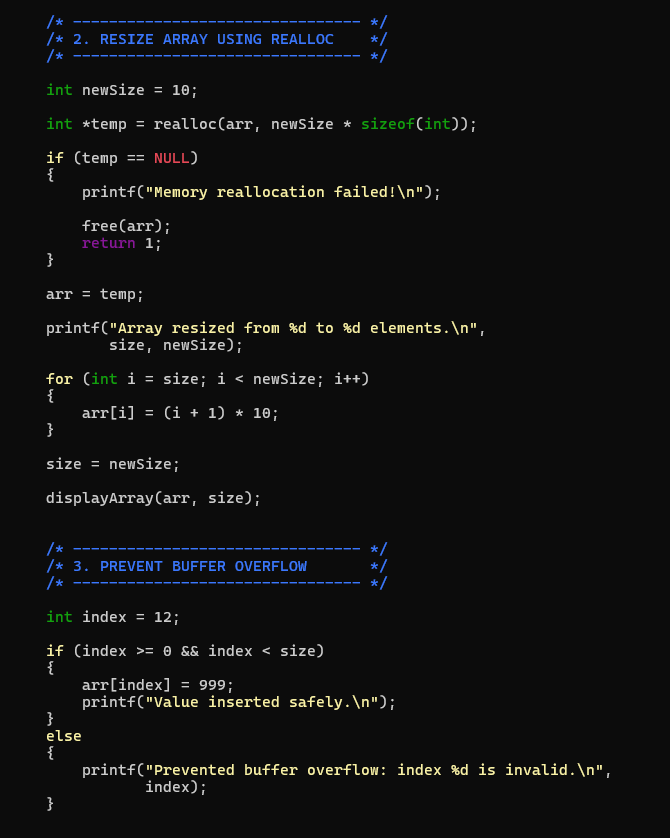 /* -------------------------------- */
/* 2. RESIZE ARRAY USING REALLOC    */
/* -------------------------------- */

int newSize = 10;

int *temp = realloc(arr, newSize * sizeof(int));

if (temp == NULL)
{
    printf("Memory reallocation failed!\n");

    free(arr);
    return 1;
}

arr = temp;

printf("Array resized from %d to %d elements.\n",
       size, newSize);

for (int i = size; i < newSize; i++)
{
    arr[i] = (i + 1) * 10;
}

size = newSize;

displayArray(arr, size);


/* -------------------------------- */
/* 3. PREVENT BUFFER OVERFLOW       */
/* -------------------------------- */

int index = 12;

if (index >= 0 && index < size)
{
    arr[index] = 999;
    printf("Value inserted safely.\n");
}
else
{
    printf("Prevented buffer overflow: index %d is invalid.\n",
           index);
}